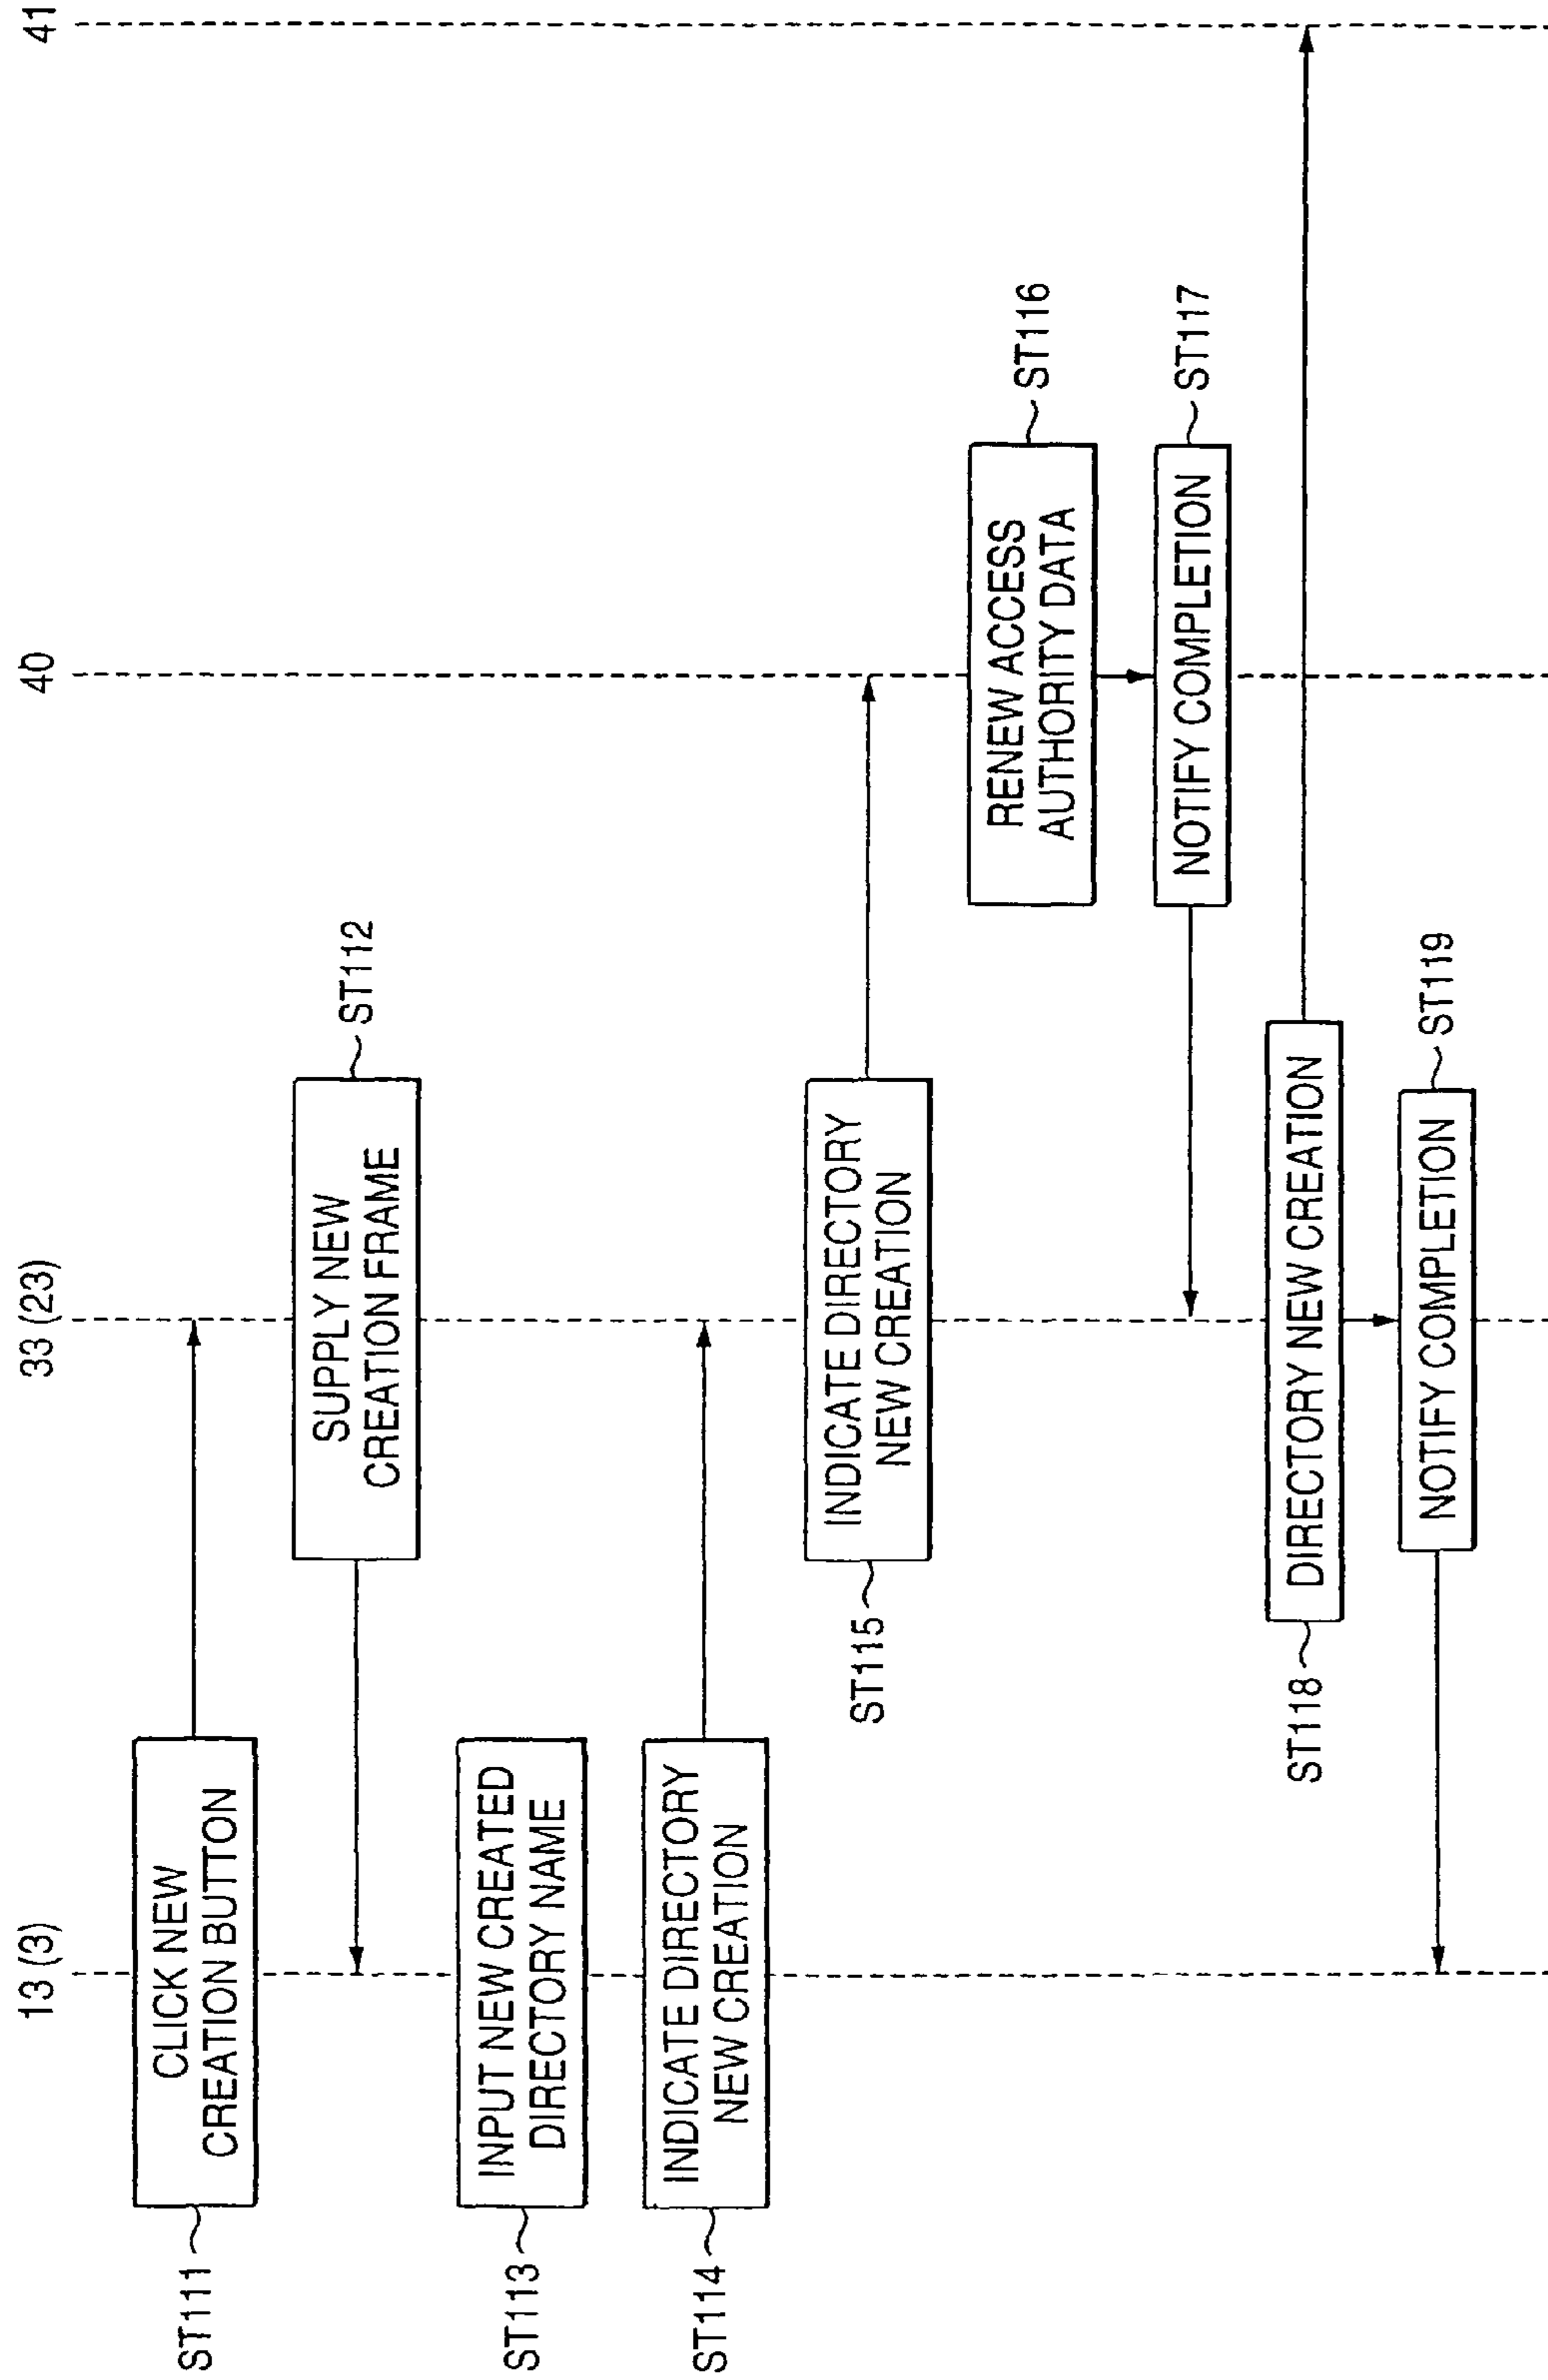 13 (3)
33 (23)
40
41
ST111
CLICK NEW
CREATION BUTTON
SUPPLY NEW
CREATION FRAME
ST112
ST113
INPUT NEW CREATED
DIRECTORY NAME
ST114
INDICATE DIRECTORY
NEW CREATION
ST115
INDICATE DIRECTORY
NEW CREATION
RENEW ACCESS
AUTHORITY DATA
ST116
NOTIFY COMPLETION
ST117
ST118
DIRECTORY NEW CREATION
NOTIFY COMPLETION
ST119